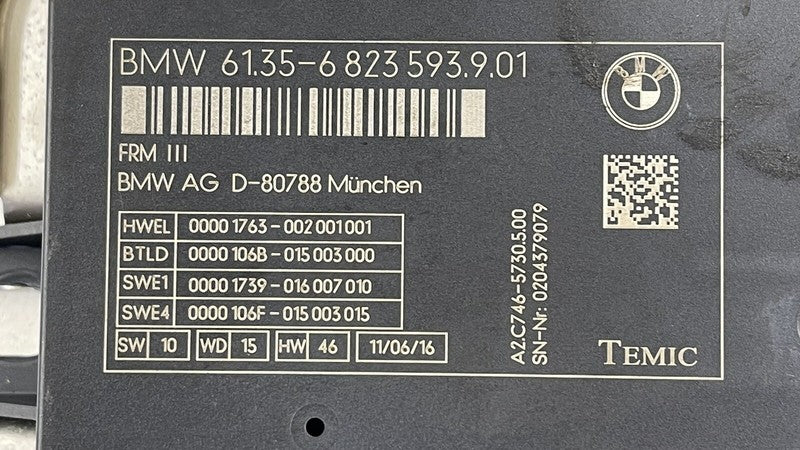 BMW 61.35-6 823 593.9.01
BMW
FRM III
BMW AG D-80788 München
HWEL 0000 1763-002 001 001
BTLD 0000 106B-015 003 000
SWE1 0000 1739-016 007 010
SWE4 0000 106F-015 003 015
SW 10 WD 15 HW 46 11/06/16
A2C746-5730.5.00
SN-Nr: 0204379079
TEMIC